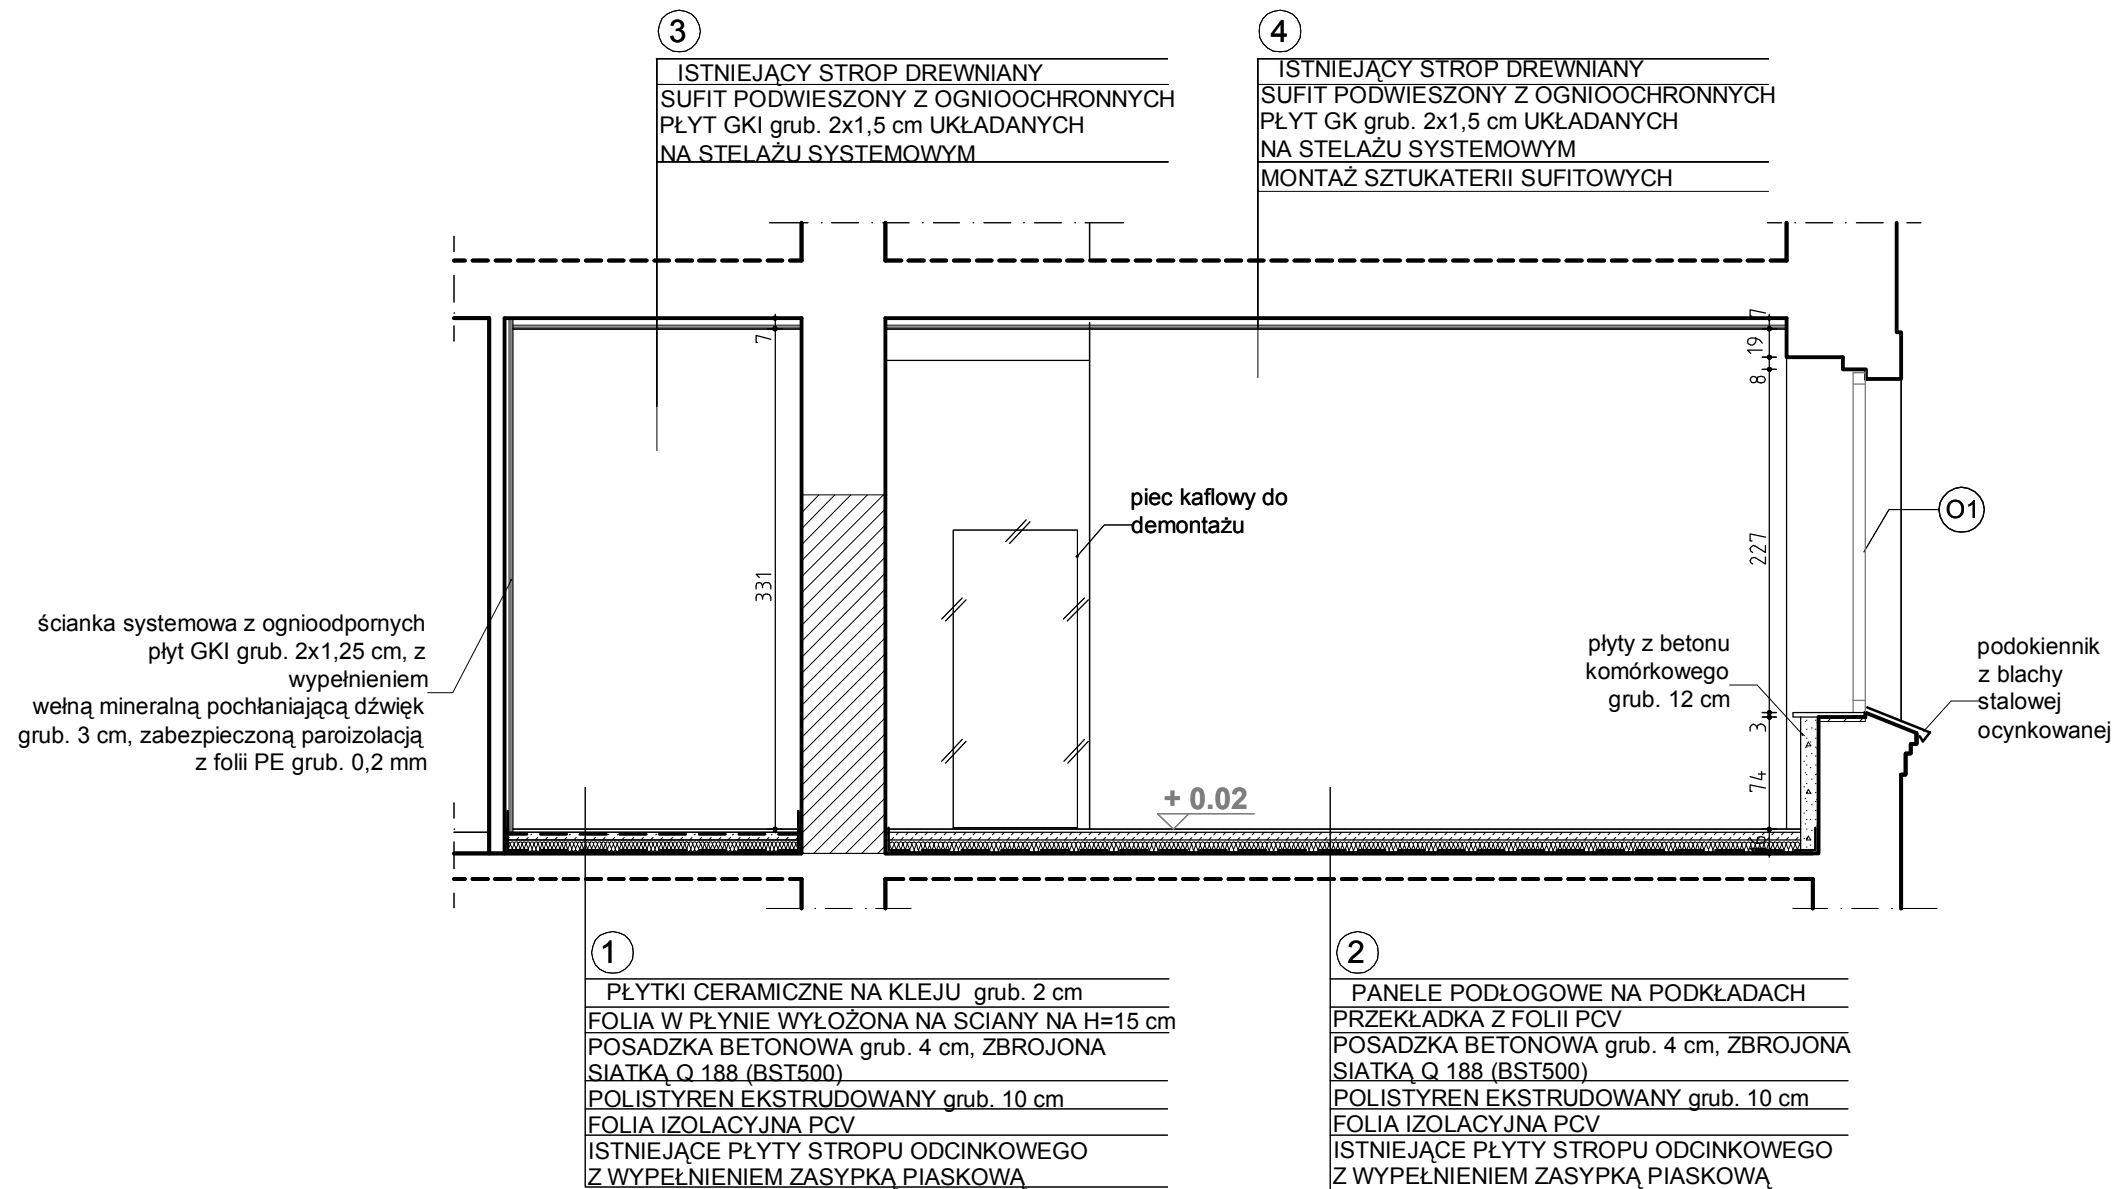 3
ISTNIEJĄCY STROP DREWNIANY
SUFIT PODWIESZONY Z OGNIOOCHRONNYCH
PŁYT GKI grub. 2x1,5 cm UKŁADANYCH
NA STELAŻU SYSTEMOWYM
4
ISTNIEJĄCY STROP DREWNIANY
SUFIT PODWIESZONY Z OGNIOOCHRONNYCH
PŁYT GK grub. 2x1,5 cm UKŁADANYCH
NA STELAŻU SYSTEMOWYM
MONTAŻ SZTUKATERII SUFITOWYCH
7
331
7
19
8
227
3
74
piec kaflowy do
demontażu
O1
ścianka systemowa z ognioodpornych
płyt GKI grub. 2x1,25 cm, z
wypełnieniem
wełną mineralną pochłaniającą dźwięk
grub. 3 cm, zabezpieczoną paroizolacją
z folii PE grub. 0,2 mm
płyty z betonu
komórkowego
grub. 12 cm
podokiennik
z blachy
stalowej
ocynkowanej
+ 0.02
1
PŁYTKI CERAMICZNE NA KLEJU grub. 2 cm
FOLIA W PŁYNIE WYŁOŻONA NA SCIANY NA H=15 cm
POSADZKA BETONOWA grub. 4 cm, ZBROJONA
SIATKĄ Q 188 (BST500)
POLISTYREN EKSTRUDOWANY grub. 10 cm
FOLIA IZOLACYJNA PCV
ISTNIEJĄCE PŁYTY STROPU ODCINKOWEGO
Z WYPEŁNIENIEM ZASYPKĄ PIASKOWĄ
2
PANELE PODŁOGOWE NA PODKŁADACH
PRZEKŁADKA Z FOLII PCV
POSADZKA BETONOWA grub. 4 cm, ZBROJONA
SIATKĄ Q 188 (BST500)
POLISTYREN EKSTRUDOWANY grub. 10 cm
FOLIA IZOLACYJNA PCV
ISTNIEJĄCE PŁYTY STROPU ODCINKOWEGO
Z WYPEŁNIENIEM ZASYPKĄ PIASKOWĄ